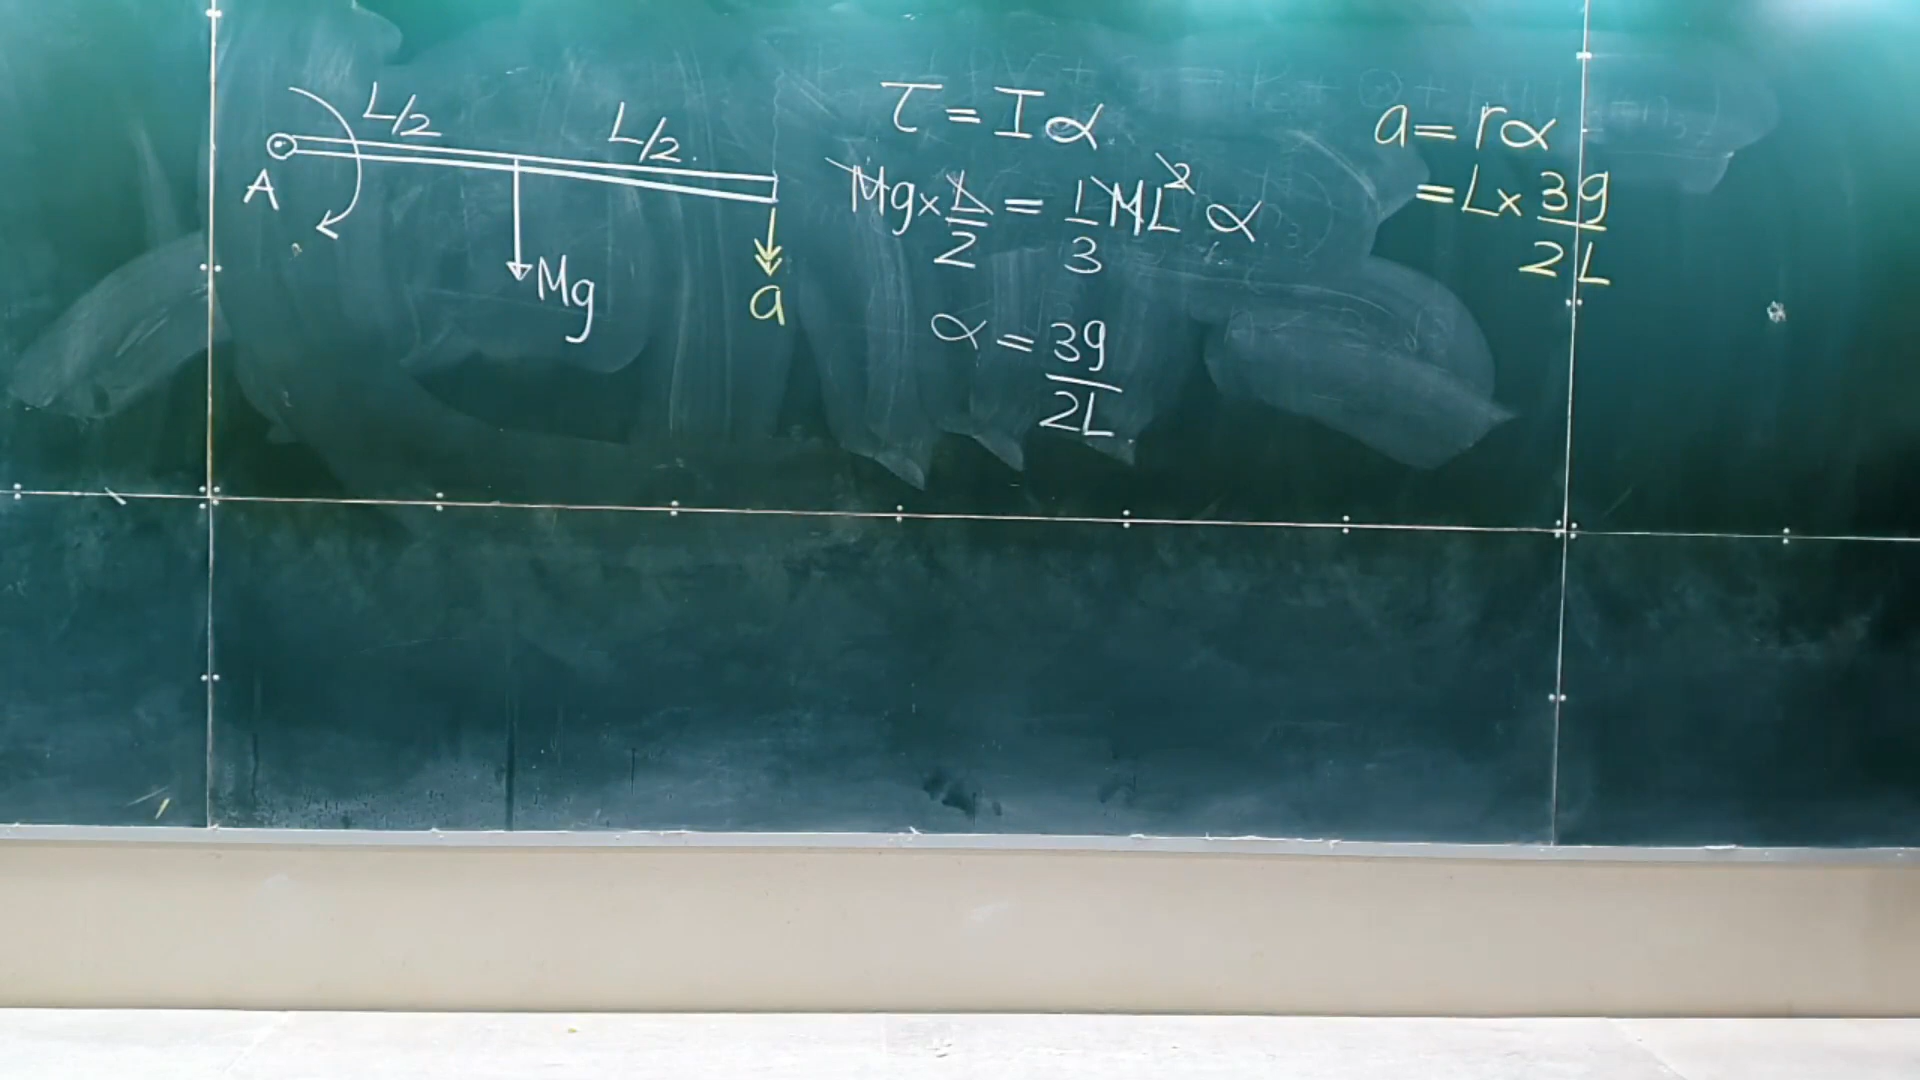 L/2
L/2
A
Mg
a
τ = Iα
Mg × L/2 = 1/3 ML² α
α = 3g/2L
a = rα
= L × 3g/2L